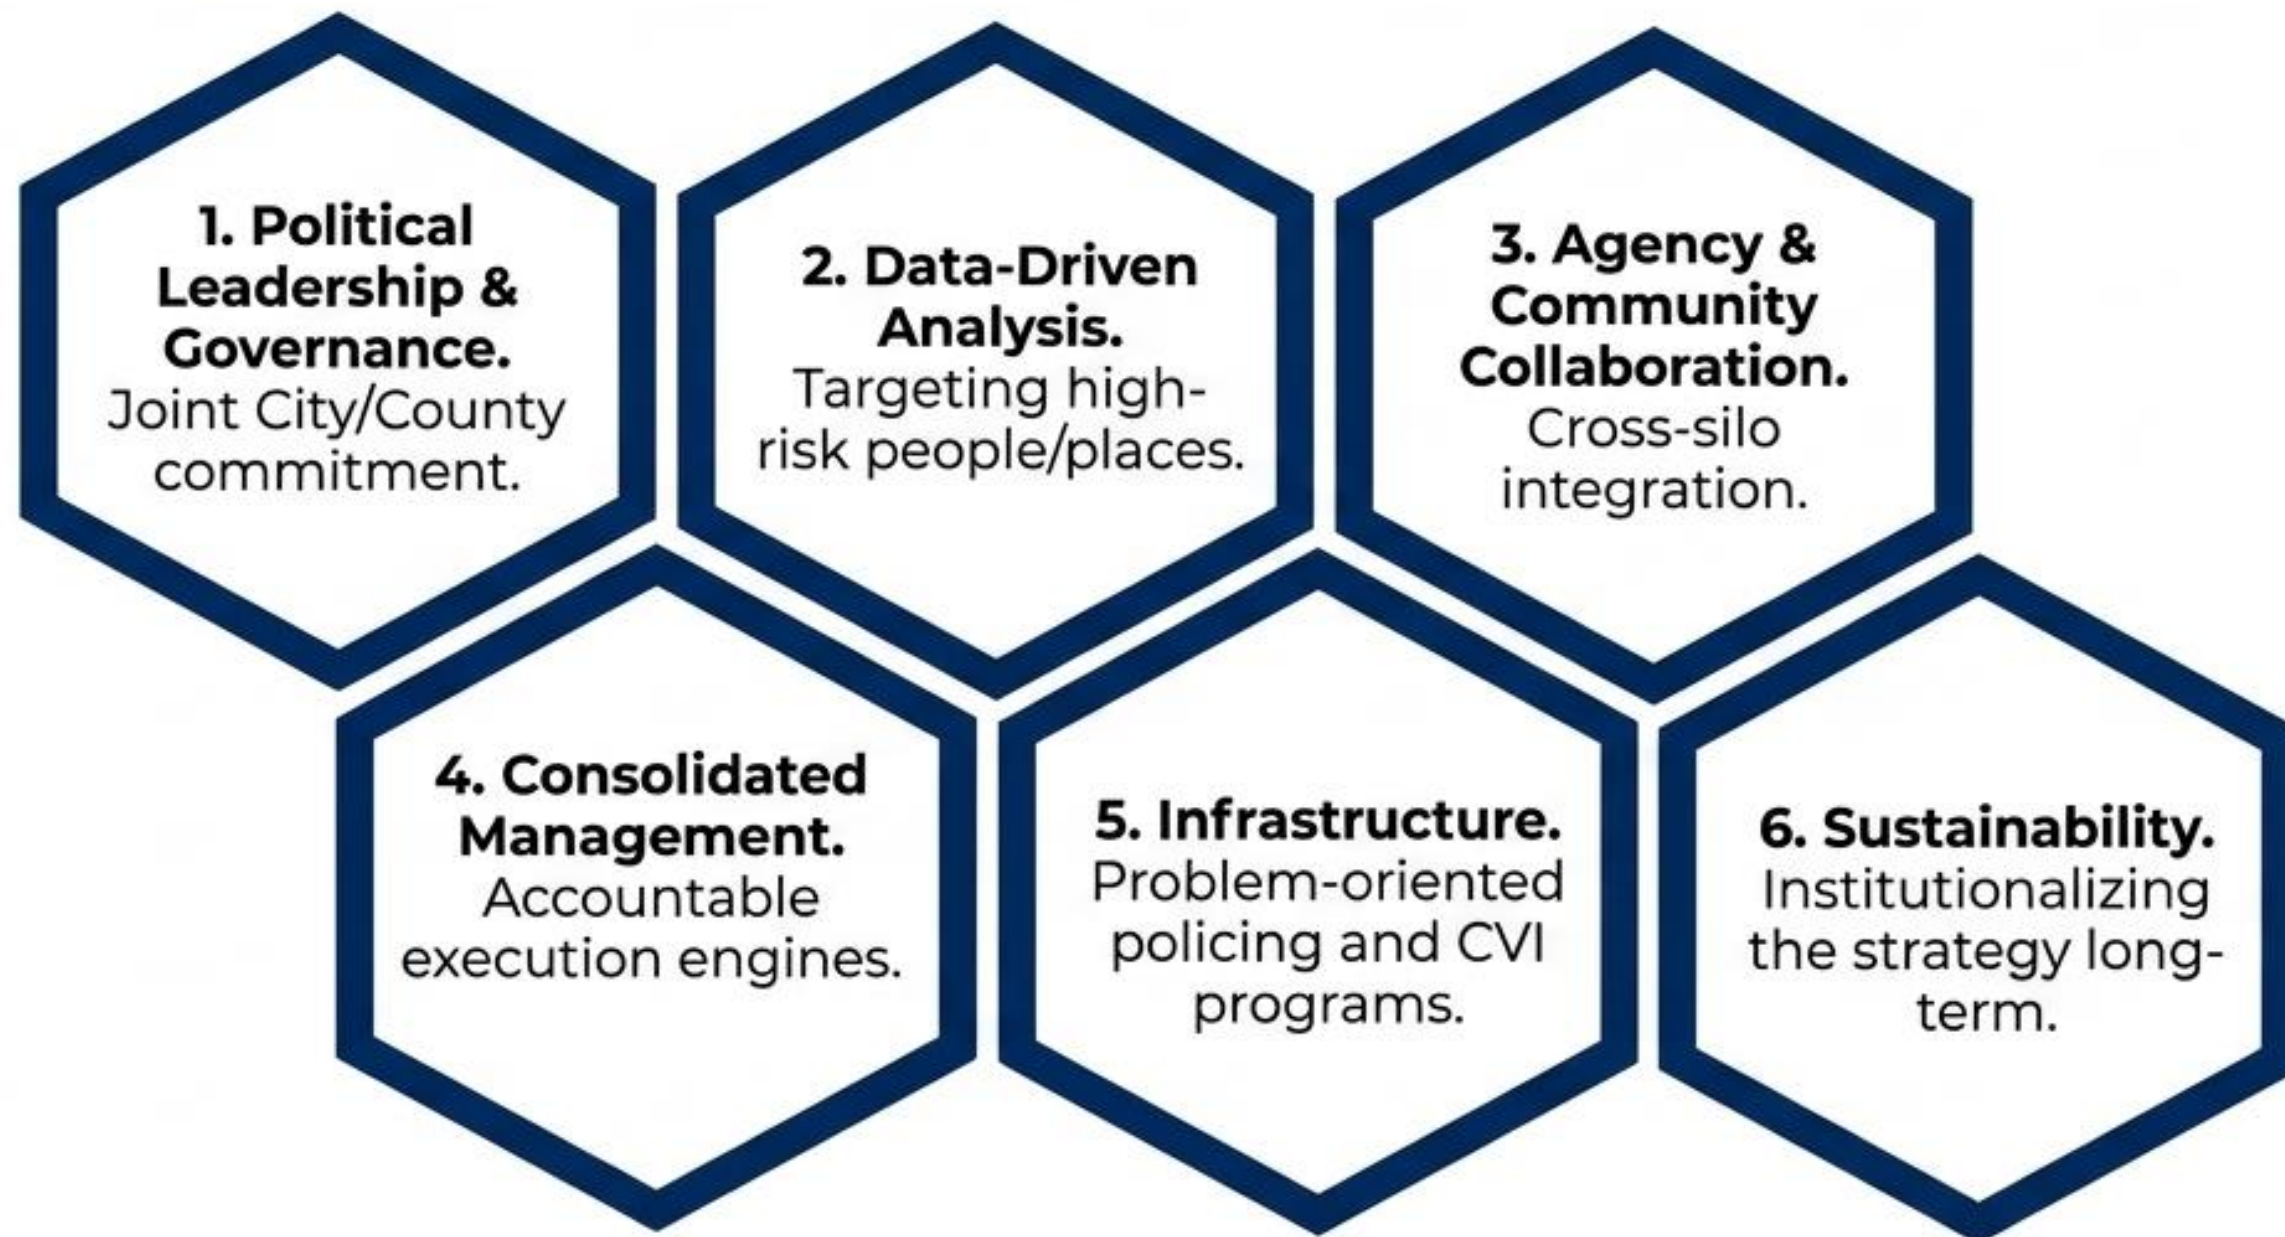 1. Political
Leadership &
Governance.
Joint City/County
commitment.
2. Data-Driven
Analysis.
Targeting high-
risk people/places.
3. Agency &
Community
Collaboration.
Cross-silo
integration.
4. Consolidated
Management.
Accountable
execution engines.
5. Infrastructure.
Problem-oriented
policing and CVI
programs.
6. Sustainability.
Institutionalizing
the strategy long-
term.